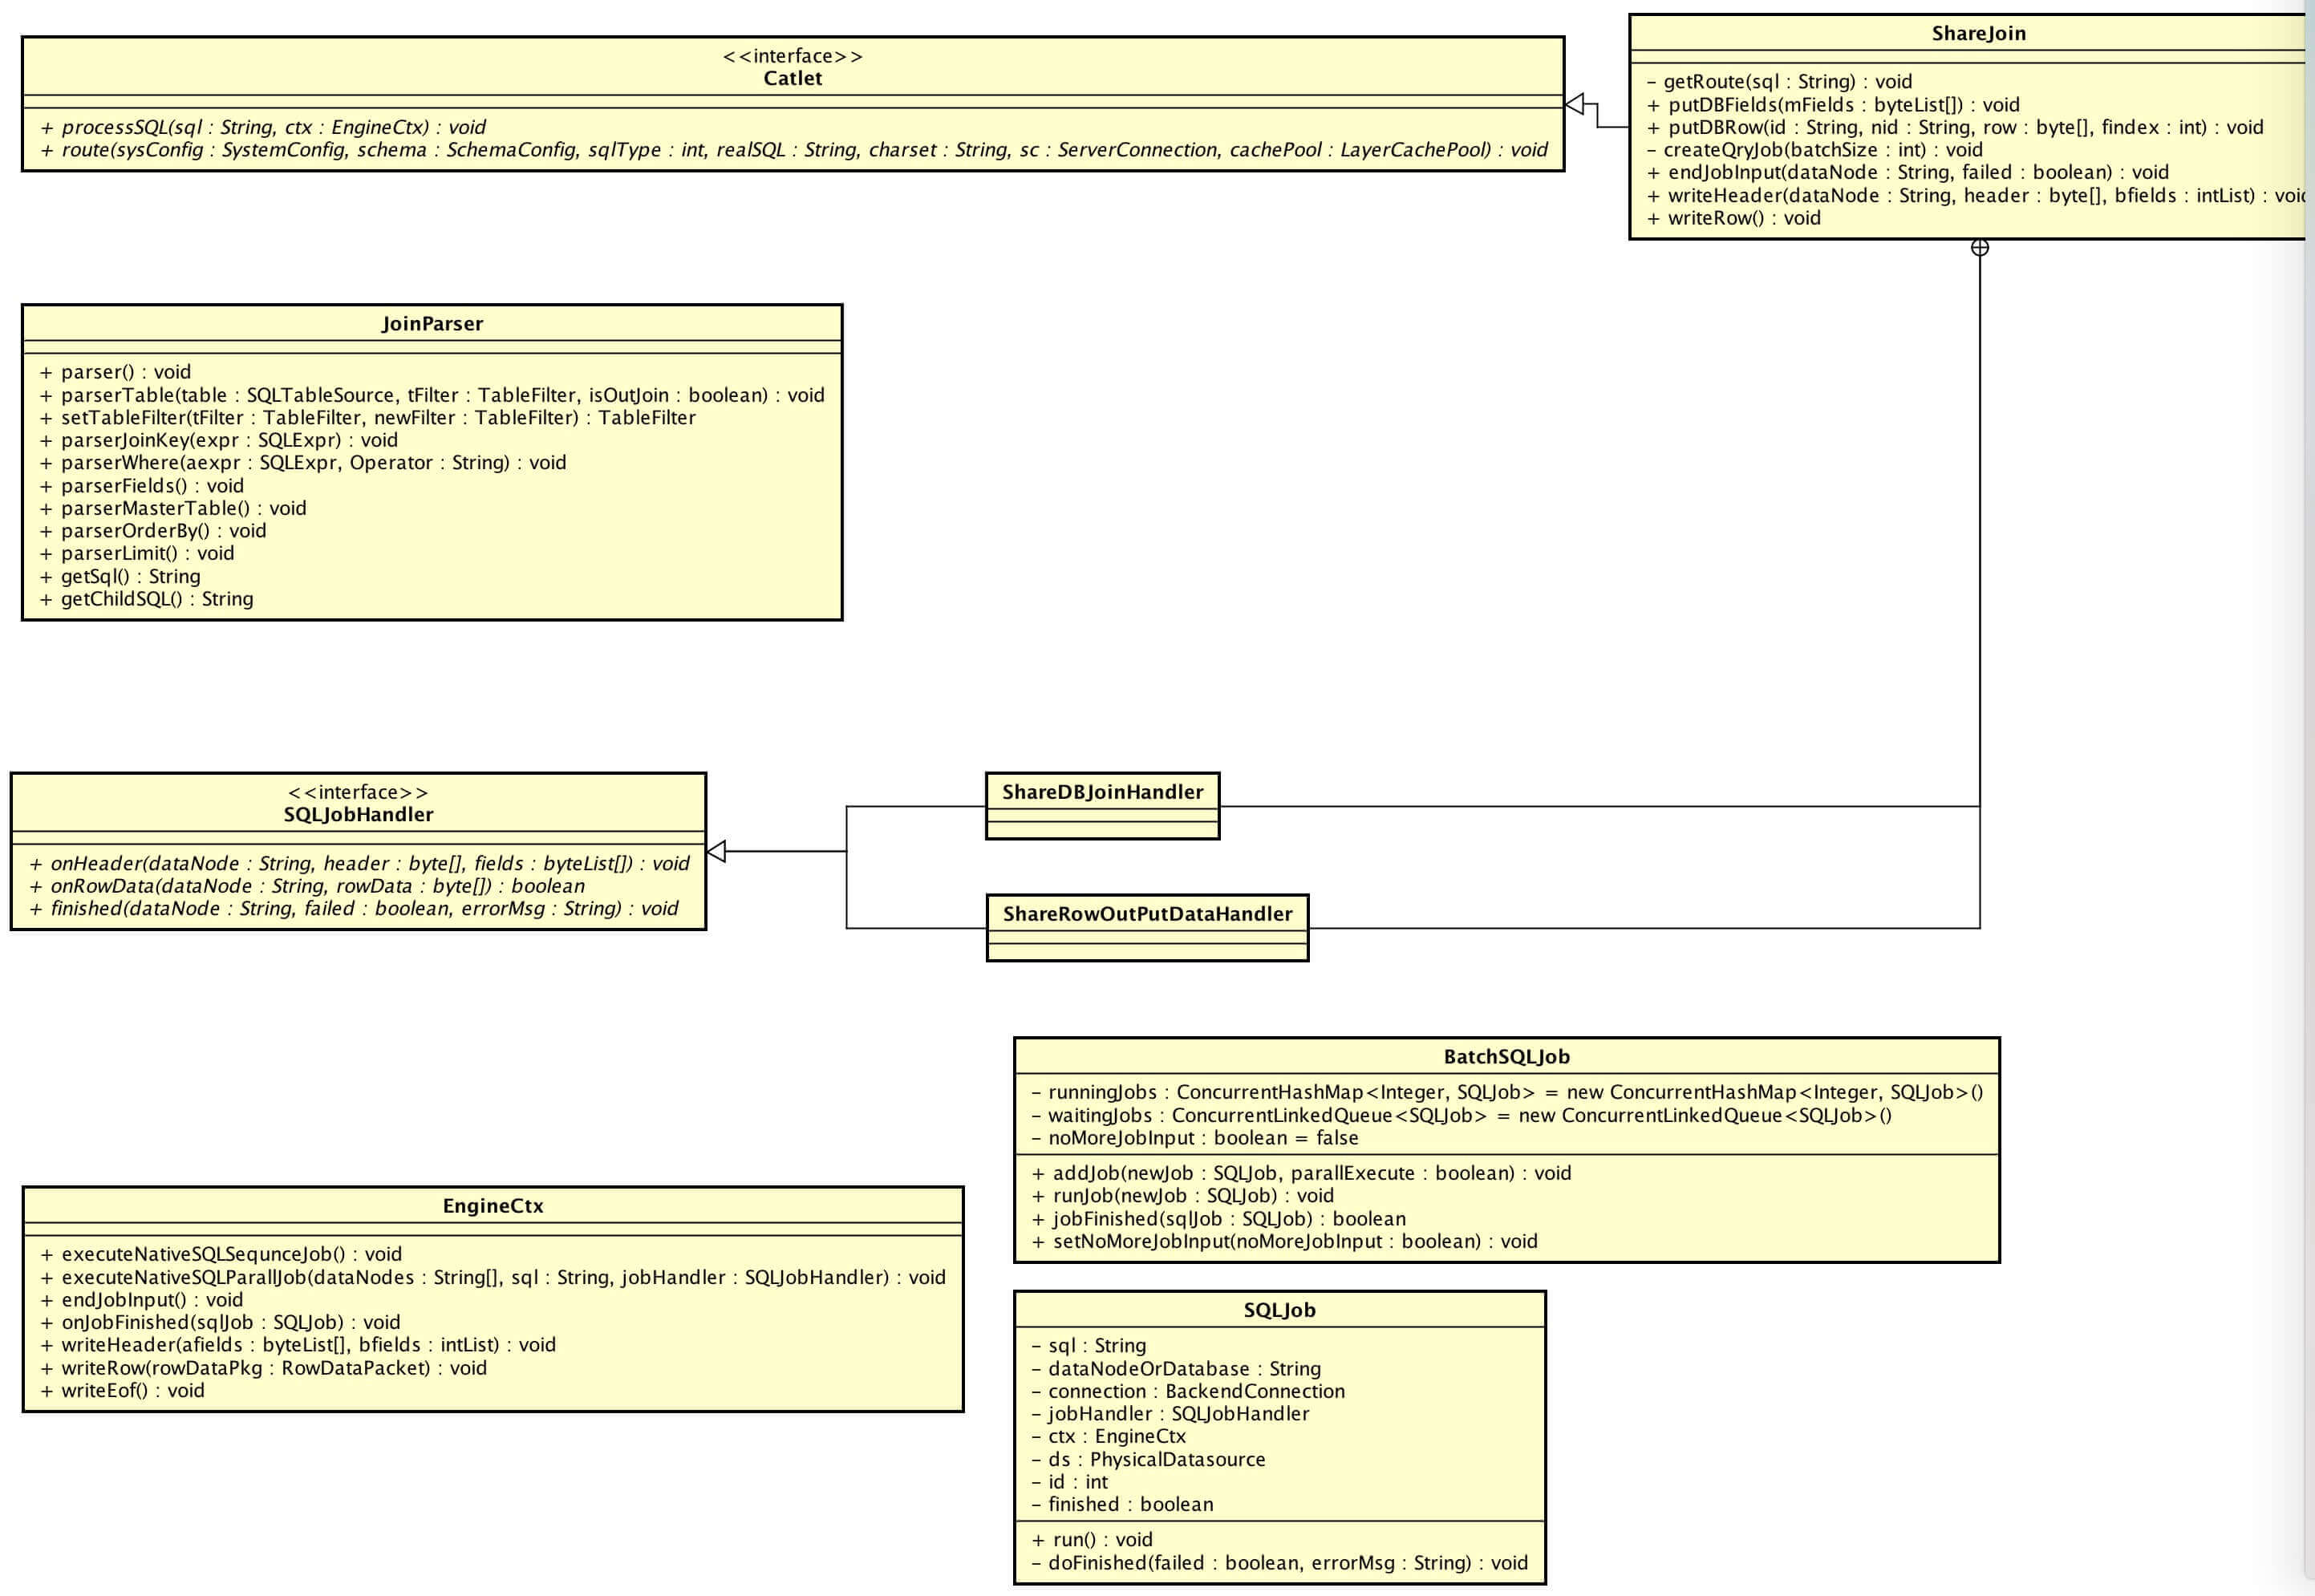 <<interface>>
Catlet
+ processSQL(sql : String, ctx : EngineCtx) : void
+ route(sysConfig : SystemConfig, schema : SchemaConfig, sqlType : int, realSQL : String, charset : String, sc : ServerConnection, cachePool : LayerCachePool) : void
ShareJoin
– getRoute(sql : String) : void
+ putDBFields(mFields : byteList[]) : void
+ putDBRow(id : String, nid : String, row : byte[], findex : int) : void
– createQryJob(batchSize : int) : void
+ endJobInput(dataNode : String, failed : boolean) : void
+ writeHeader(dataNode : String, header : byte[], bfields : intList) :
+ writeRow() : void
JoinParser
+ parser() : void
+ parserTable(table : SQLTableSource, tFilter : TableFilter, isOutJoin : boolean) : void
+ setTableFilter(tFilter : TableFilter, newFilter : TableFilter) : TableFilter
+ parserJoinKey(expr : SQLExpr) : void
+ parserWhere(aexpr : SQLExpr, Operator : String) : void
+ parserFields() : void
+ parserMasterTable() : void
+ parserOrderBy() : void
+ parserLimit() : void
+ getSql() : String
+ getChildSQL() : String
<<interface>>
SQLJobHandler
+ onHeader(dataNode : String, header : byte[], fields : byteList[]) : void
+ onRowData(dataNode : String, rowData : byte[]) : boolean
+ finished(dataNode : String, failed : boolean, errorMsg : String) : void
ShareDBJoinHandler
ShareRowOutPutDataHandler
BatchSQLJob
– runningJobs : ConcurrentHashMap<Integer, SQLJob> = new ConcurrentHashMap<Integer, SQLJob>()
– waitingJobs : ConcurrentLinkedQueue<SQLJob> = new ConcurrentLinkedQueue<SQLJob>()
– noMoreJobInput : boolean = false
+ addJob(newJob : SQLJob, parallExecute : boolean) : void
+ runJob(newJob : SQLJob) : void
+ jobFinished(sqlJob : SQLJob) : boolean
+ setNoMoreJobInput(noMoreJobInput : boolean) : void
EngineCtx
+ executeNativeSQLSequnceJob() : void
+ executeNativeSQLParallJob(dataNodes : String[], sql : String, jobHandler : SQLJobHandler) : void
+ endJobInput() : void
+ onJobFinished(sqlJob : SQLJob) : void
+ writeHeader(afields : byteList[], bfields : intList) : void
+ writeRow(rowDataPkg : RowDataPacket) : void
+ writeEof() : void
SQLJob
– sql : String
– dataNodeOrDatabase : String
– connection : BackendConnection
– jobHandler : SQLJobHandler
– ctx : EngineCtx
– ds : PhysicalDatasource
– id : int
– finished : boolean
+ run() : void
– doFinished(failed : boolean, errorMsg : String) : void